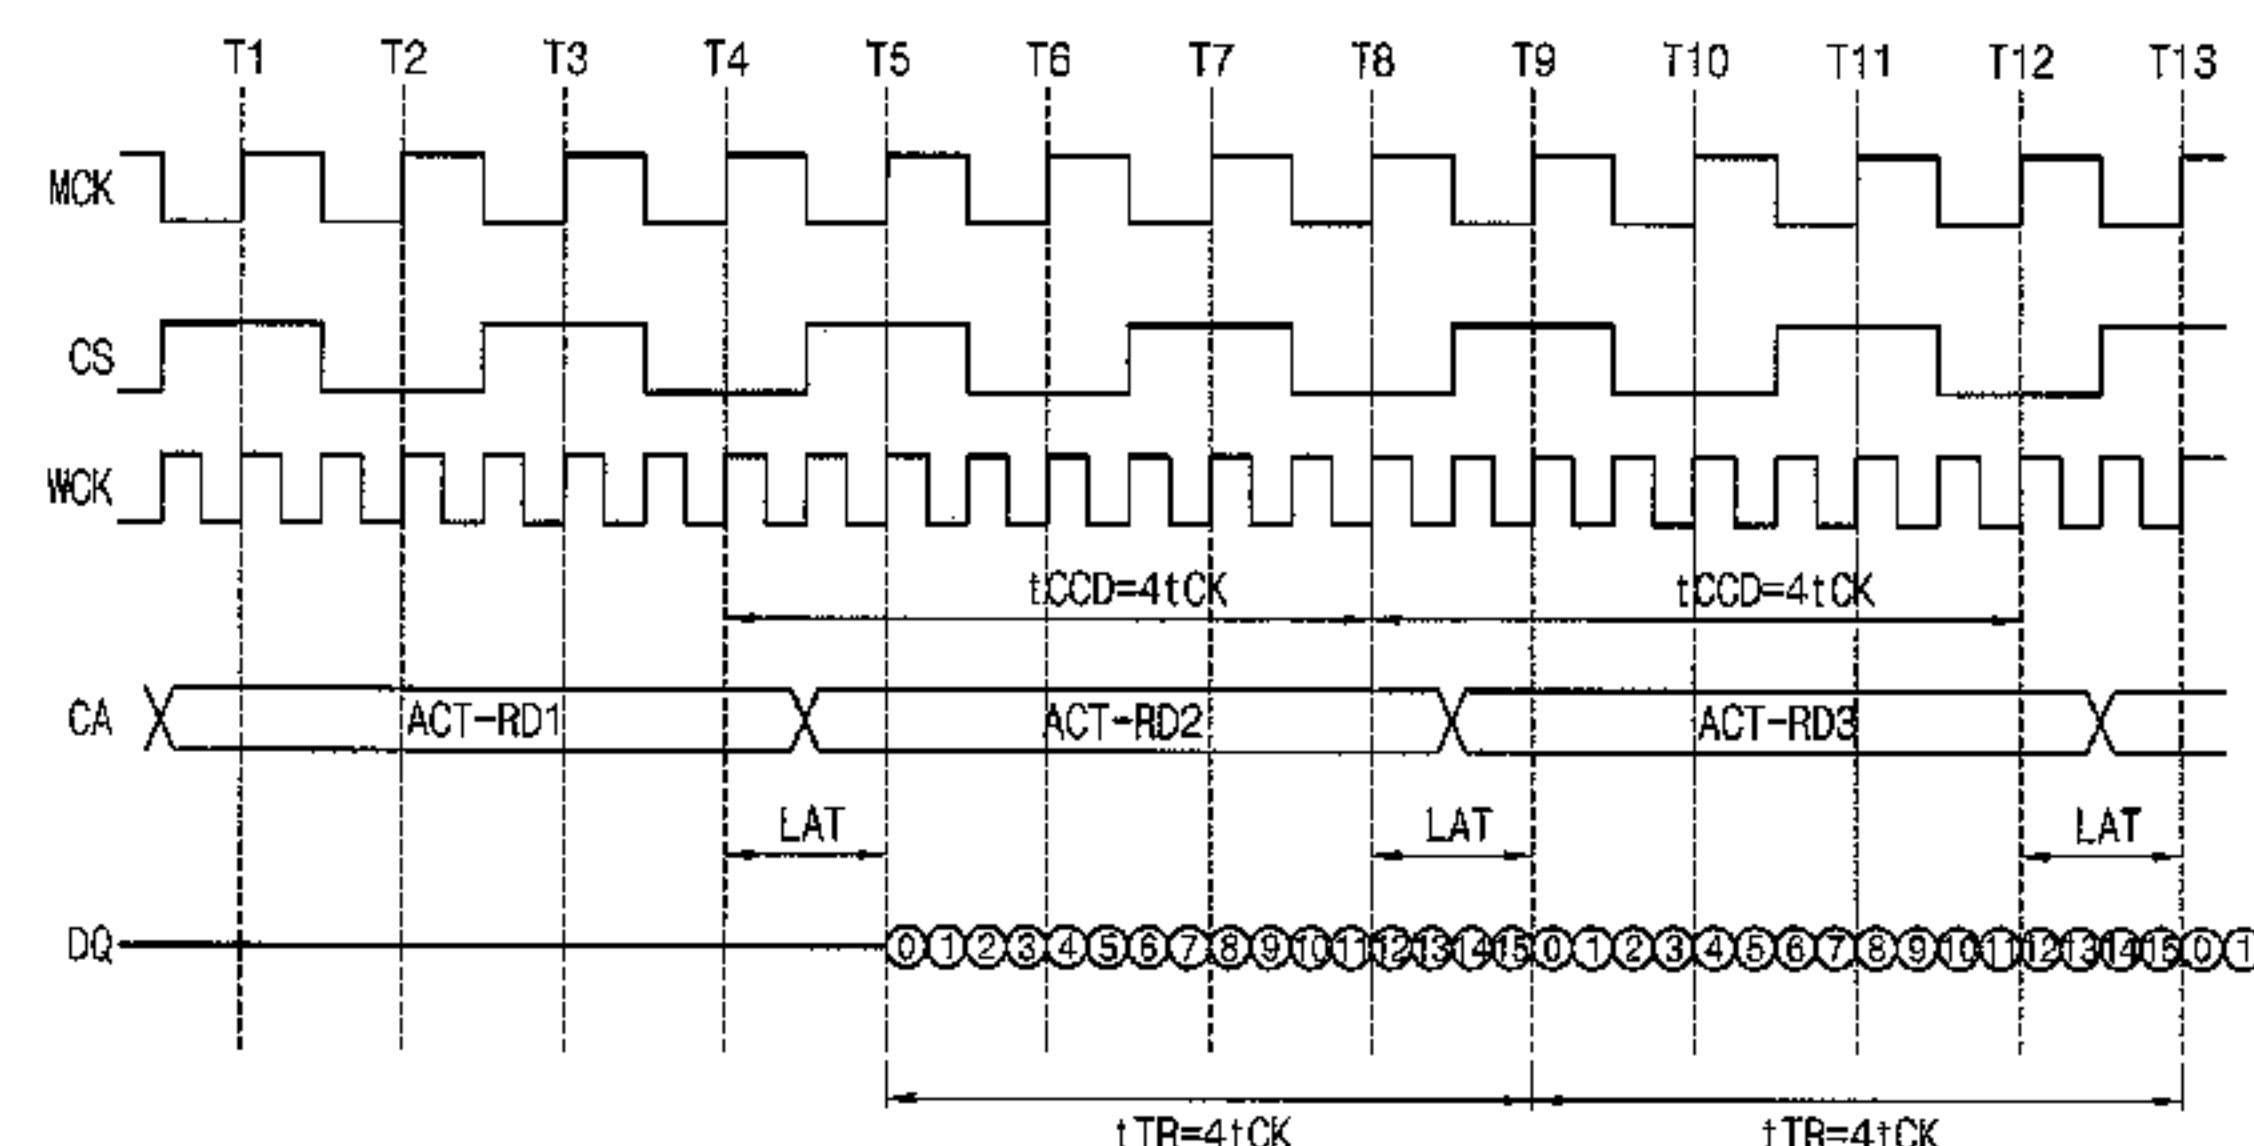 T1 T2 T3 T4 T5 T6 T7 T8 T9 T10 T11 T12 T13
MCK
CS
WCK
tCCD=4tCK tCCD=4tCK
CA ACT-RD1 ACT-RD2 ACT-RD3
LAT LAT LAT
DQ 0 1 2 3 4 5 6 7 8 9 10 11 12 13 14 15 0 1 2 3 4 5 6 7 8 9 10 11 12 13 14 15 0 1
tTR=4tCK tTR=4tCK